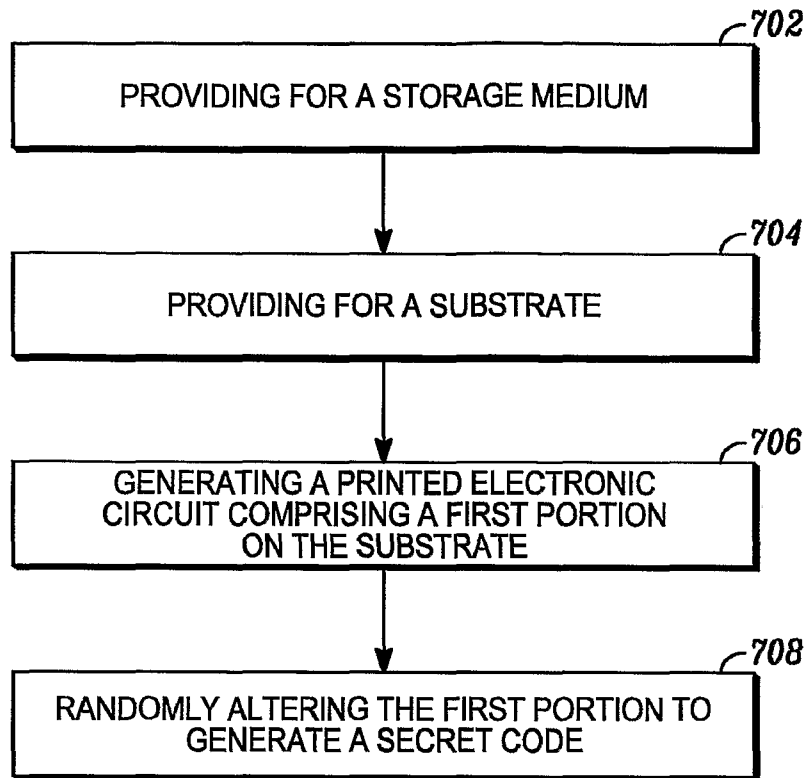 702
PROVIDING FOR A STORAGE MEDIUM
704
PROVIDING FOR A SUBSTRATE
706
GENERATING A PRINTED ELECTRONIC
CIRCUIT COMPRISING A FIRST PORTION
ON THE SUBSTRATE
708
RANDOMLY ALTERING THE FIRST PORTION TO
GENERATE A SECRET CODE